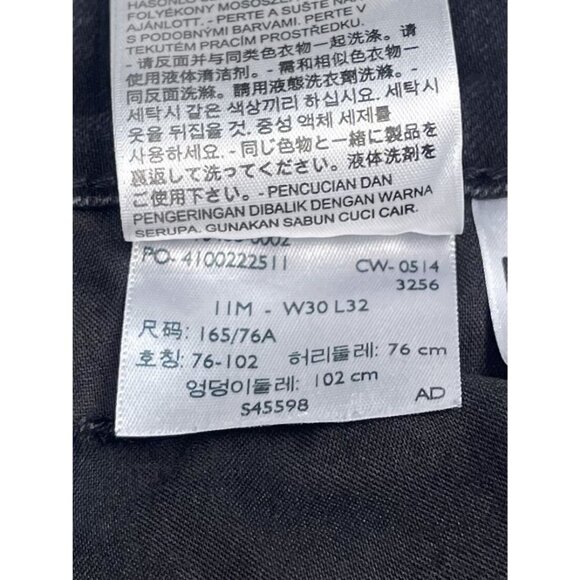 HASONLÓ
FOLYÉKONY MOSÓSZE
AJÁNLOTT. - PERTE A SUŠTE NA
S PODOBNÝMI BARVAMI. PERTE V
TEKUTÉM PRACÍM PROSTŘEDKU.
- 请反面并与同类色衣物一起洗涤。请
使用液体清洁剂。- 需和相似色衣物一
同反面洗滌。請用液態洗衣劑洗滌 -
세탁시 같은 색상끼리 하십시요. 세탁시
옷을 뒤집을 것. 중성 액체 세제를
사용하세요. - 同じ色物と一緒に製品を
裏返して洗ってください。液体洗剤を
ご使用下さい。- PENCUCIAN DAN
PENGERINGAN DIBALIK DENGAN WARNA
SERUPA. GUNAKAN SABUN CUCI CAIR.
0002
PO- 4100222511 CW- 0514
3256
11M - W30 L32
尺码: 165/76A
호칭: 76-102 허리둘레: 76 cm
엉덩이둘레: 102 cm
S45598 AD